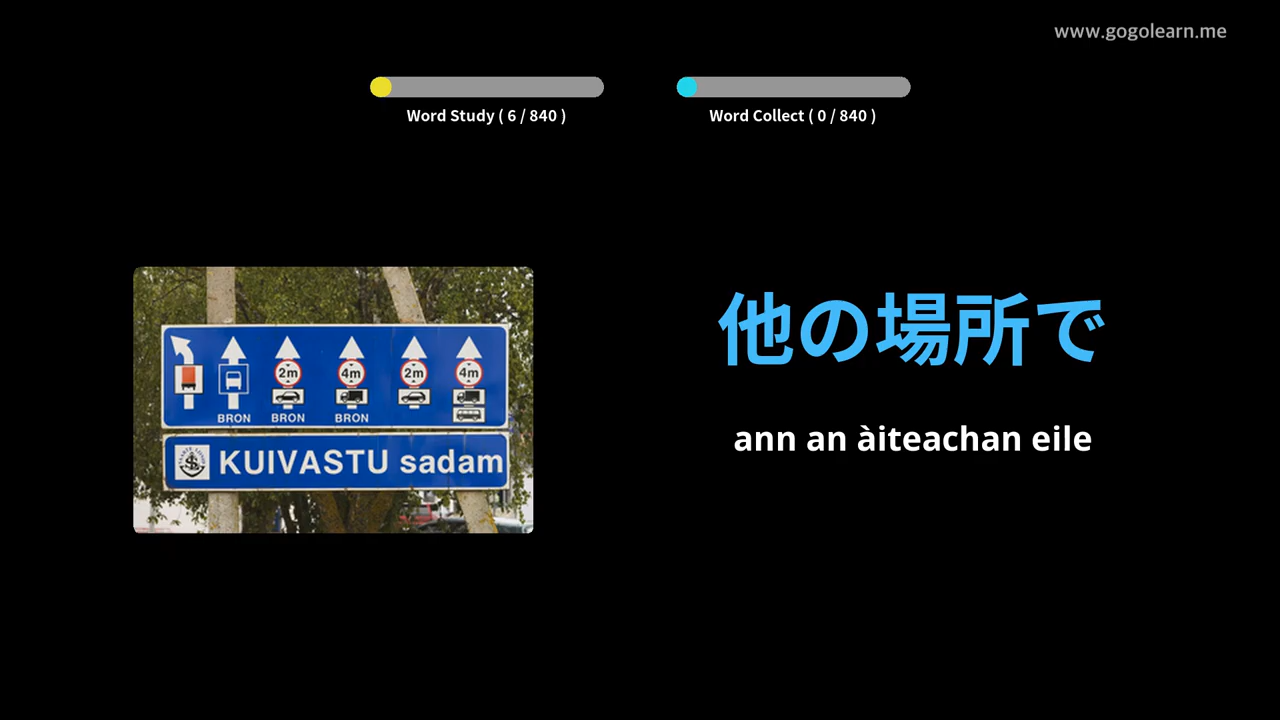 www.gogolearn.me
Word Study ( 6 / 840 )
Word Collect ( 0 / 840 )
2m
4m
2m
4m
BRON
BRON
BRON
KUIVASTU sadam
他の場所で
ann an àiteachan eile